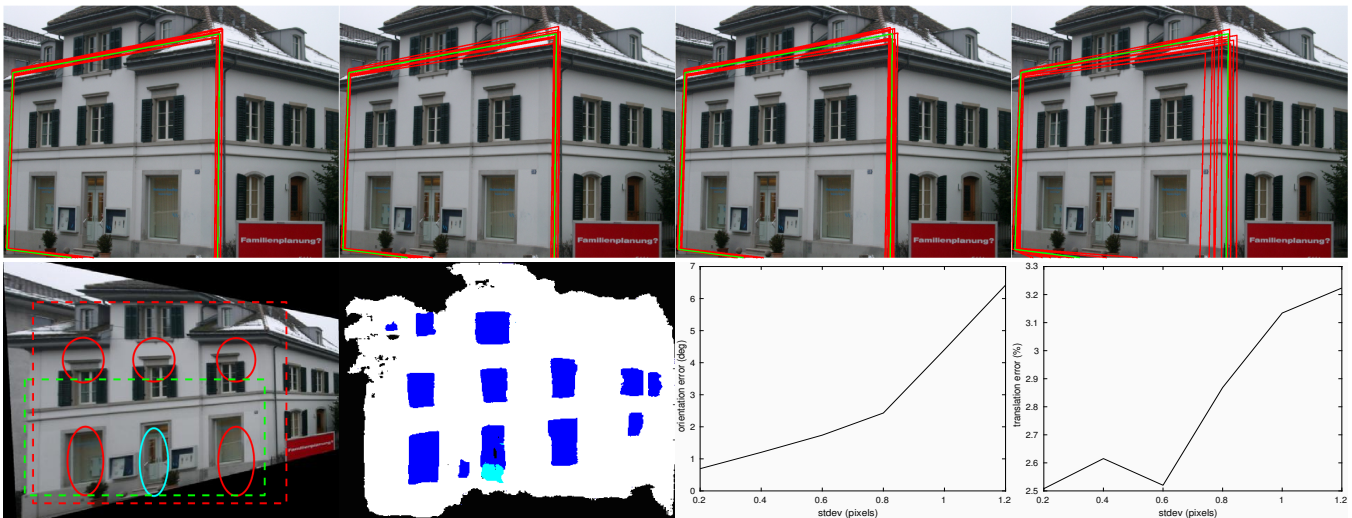 Familienplanung?
Familienplanung?
Familienplanung?
Familienplanung?
Familienplanung?
orientation error (deg)
7
6
5
4
3
2
1
0
0.2 0.4 0.6 0.8 1 1.2
stdev (pixels)
translation error (%)
3.3
3.2
3.1
3
2.9
2.8
2.7
2.6
2.5
0.2 0.4 0.6 0.8 1 1.2
stdev (pixels)